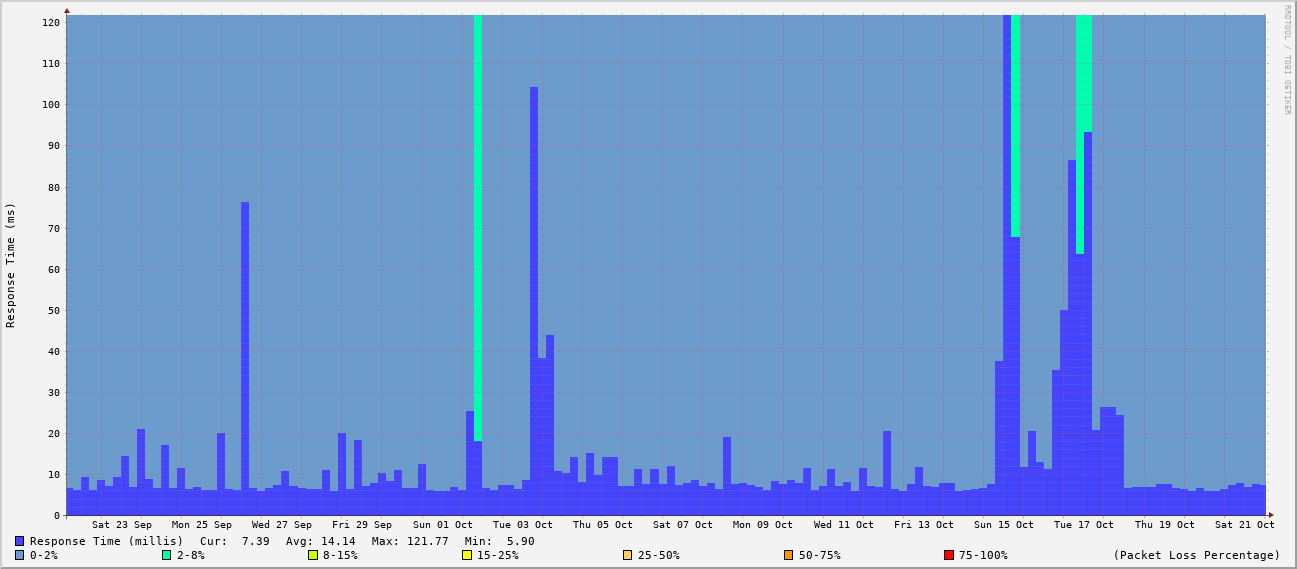 RRDTOOL / TOBI OETIKER
Response Time (ms)
120
110
100
90
80
70
60
50
40
30
20
10
0
Sat 23 Sep Mon 25 Sep Wed 27 Sep Fri 29 Sep Sun 01 Oct Tue 03 Oct Thu 05 Oct Sat 07 Oct Mon 09 Oct Wed 11 Oct Fri 13 Oct Sun 15 Oct Tue 17 Oct Thu 19 Oct Sat 21 Oct
Response Time (millis) Cur: 7.39 Avg: 14.14 Max: 121.77 Min: 5.90
0-2% 2-8% 8-15% 15-25% 25-50% 50-75% 75-100% (Packet Loss Percentage)